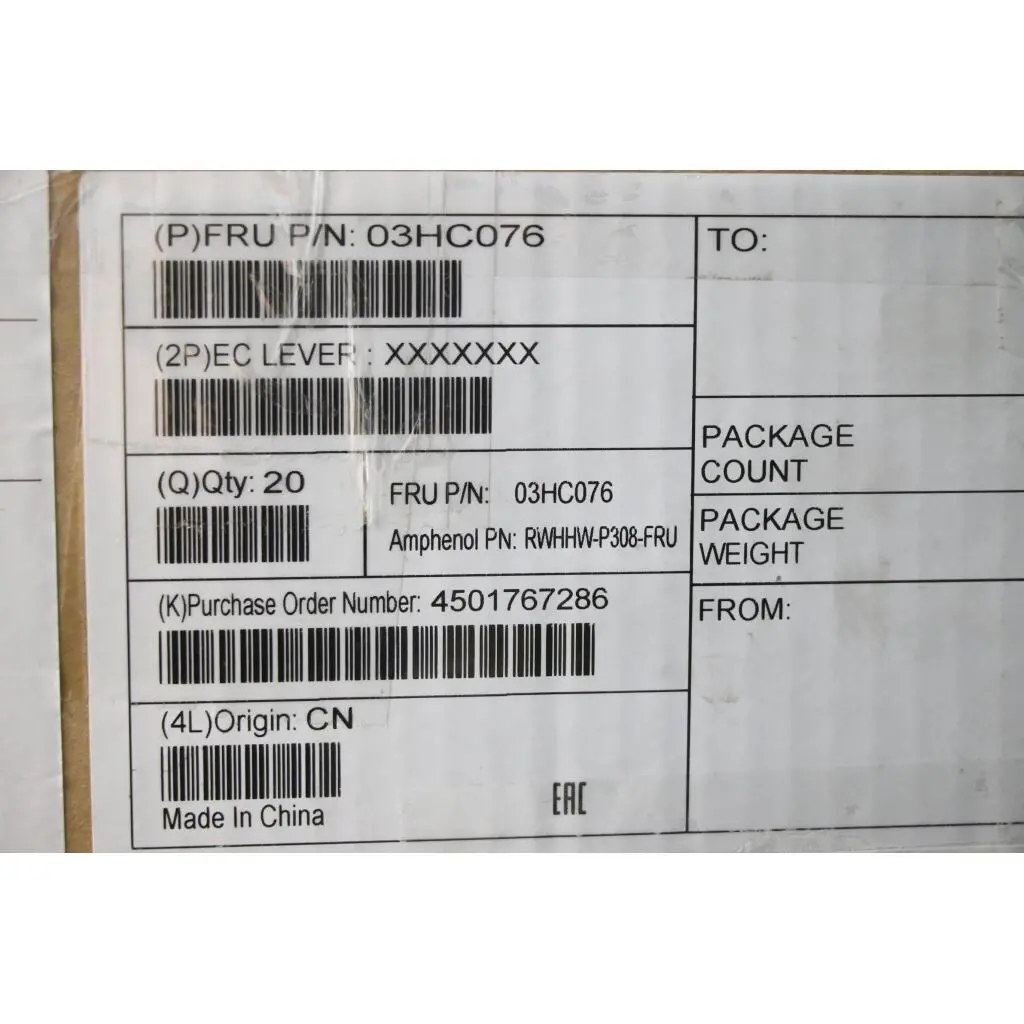 (P)FRU P/N: 03HC076
(2P)EC LEVER : XXXXXXX
(Q)Qty: 20
FRU P/N: 03HC076
Amphenol PN: RWHHW-P308-FRU
(K)Purchase Order Number: 4501767286
(4L)Origin: CN
Made In China
EAC
TO:
PACKAGE
COUNT
PACKAGE
WEIGHT
FROM: